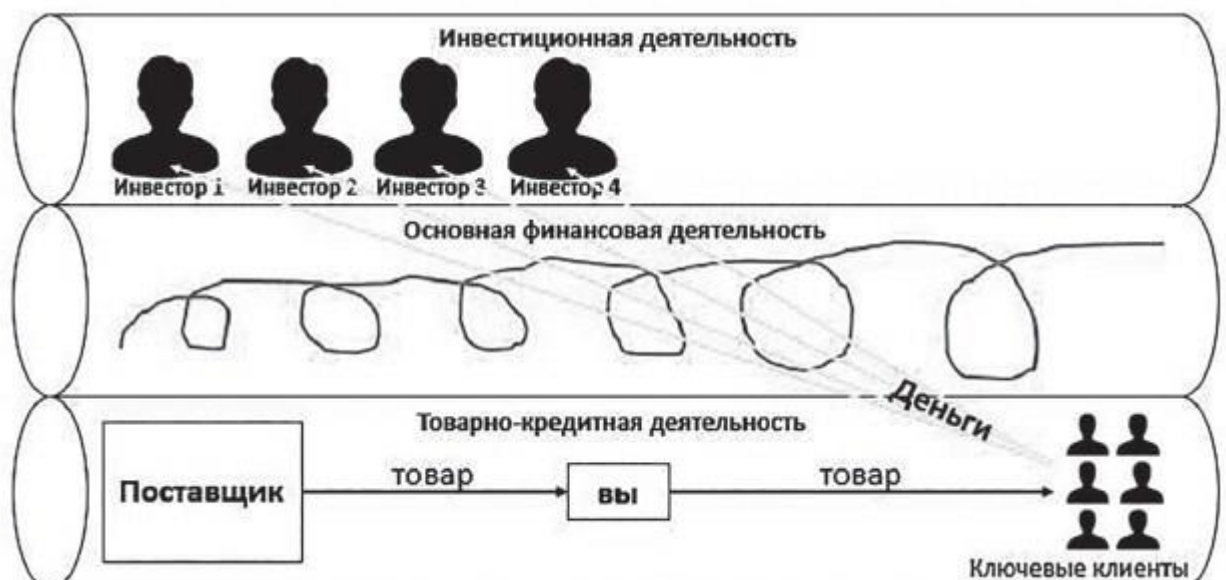 Инвестиционная деятельность
Инвестор 1 Инвестор 2 Инвестор 3 Инвестор 4
Основная финансовая деятельность
Деньги
Товарно-кредитная деятельность
Поставщик
товар
вы
товар
Ключевые клиенты